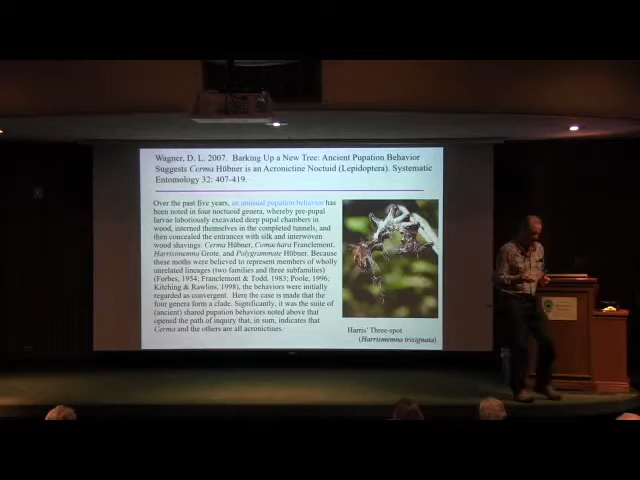 Wagner, D. L. 2007. Barking Up a New Tree: Ancient Pupation Behavior
Suggests Cerma Hübner is an Acronictine Noctuid (Lepidoptera). Systematic
Entomology 32: 407-419.
Over the past five years, an unusual pupation behavior has
been noted in four noctuoid genera, whereby pre-pupal
larvae laboriously excavated deep pupal chambers in
wood, interned themselves in the completed tunnels, and
then concealed the entrances with silk and interwoven
wood shavings: Cerma Hübner, Comachara Franclemont,
Harrisimemna Grote, and Polygrammate Hübner. Because
these moths were believed to represent members of wholly
unrelated lineages (two families and three subfamilies)
(Forbes, 1954; Franclemont & Todd, 1983; Poole, 1996;
Kitching & Rawlins, 1998), the behaviors were initially
regarded as convergent. Here the case is made that the
four genera form a clade. Significantly, it was the suite of
(ancient) shared pupation behaviors noted above that
opened the path of inquiry that, in sum, indicates that
Cerma and the others are all acronictines.
Harris' Three-spot
(Harrismemna trisignata)